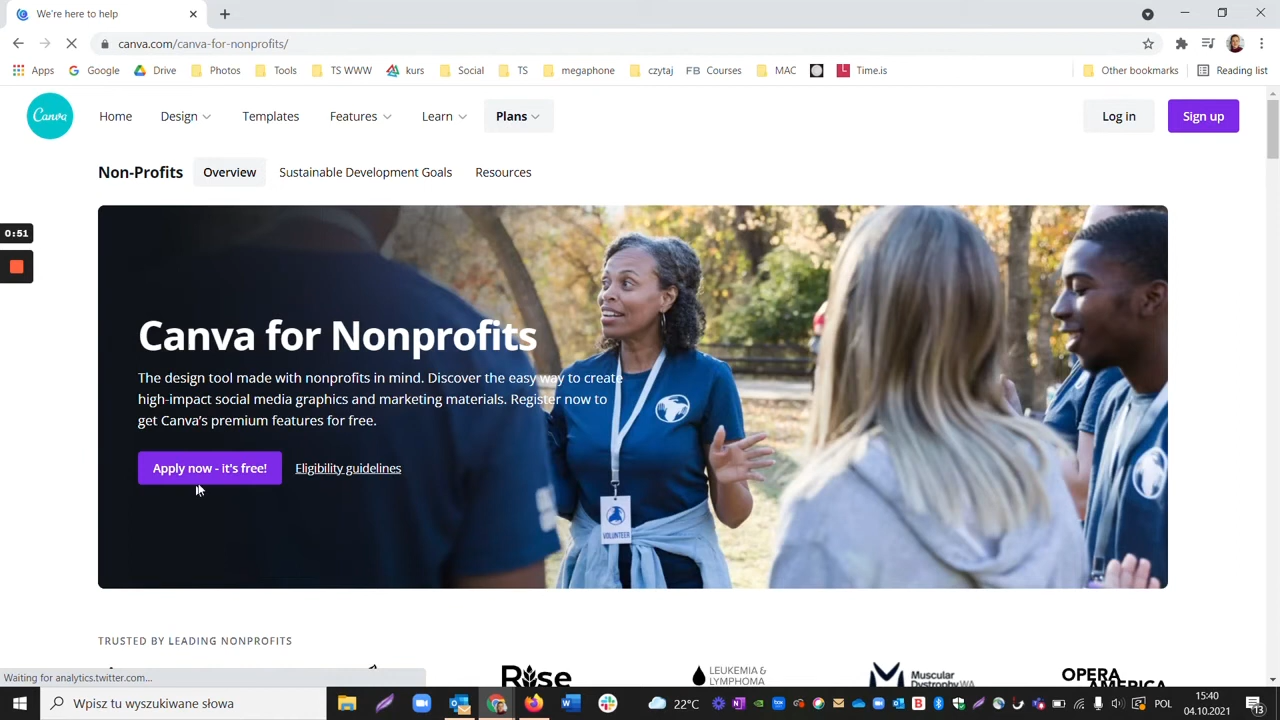 We're here to help
canva.com/canva-for-nonprofits/
Apps Google Drive Photos Tools TS WWW kurs Social TS megaphone czytaj FB Courses MAC Time.is Other bookmarks Reading list
Canva Home Design Templates Features Learn Plans Log in Sign up
Non-Profits Overview Sustainable Development Goals Resources
0:51
Canva for Nonprofits
The design tool made with nonprofits in mind. Discover the easy way to create
high-impact social media graphics and marketing materials. Register now to
get Canva's premium features for free.
Apply now - it's free! Eligibility guidelines
VOLUNTEER
TRUSTED BY LEADING NONPROFITS
Rise LEUKEMIA & LYMPHOMA Muscular Dystrophy WA OPERA AMERICA
Waiting for analytics.twitter.com...
Wpisz tu wyszukiwane słowa 22°C POL 15:40
04.10.2021
13